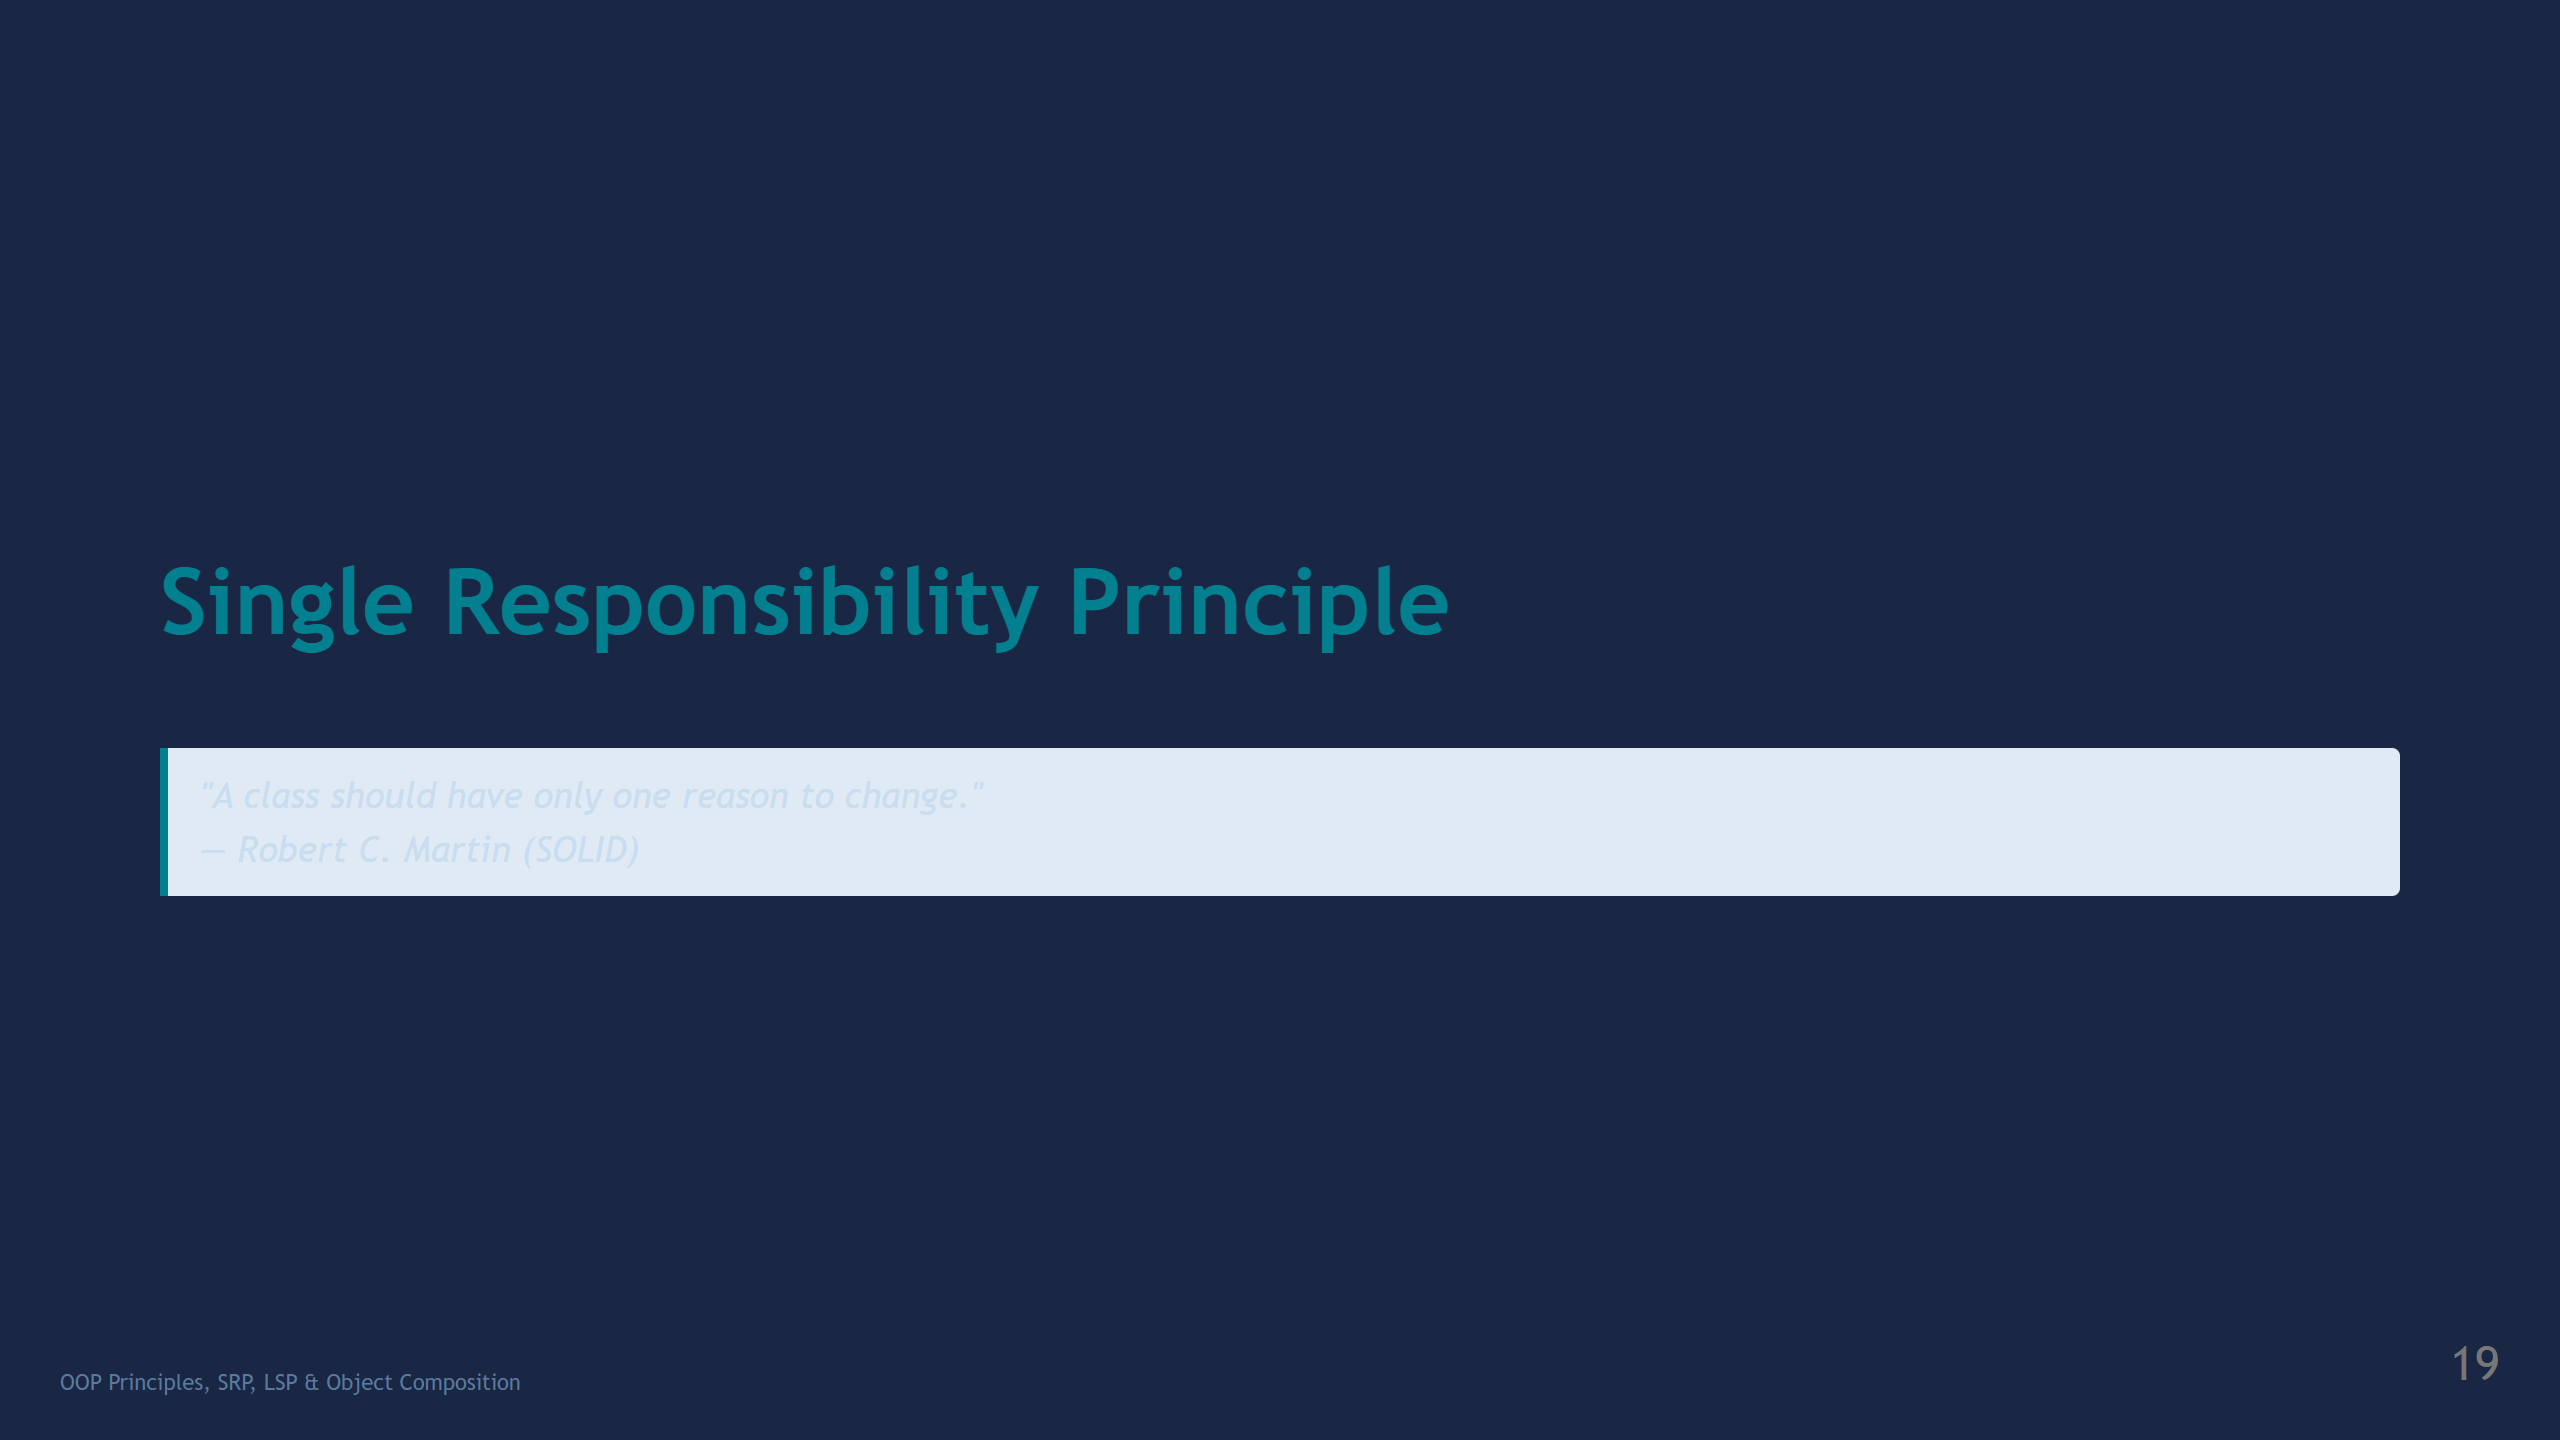 Single Responsibility Principle
"A class should have only one reason to change."
— Robert C. Martin (SOLID)
OOP Principles, SRP, LSP & Object Composition
19